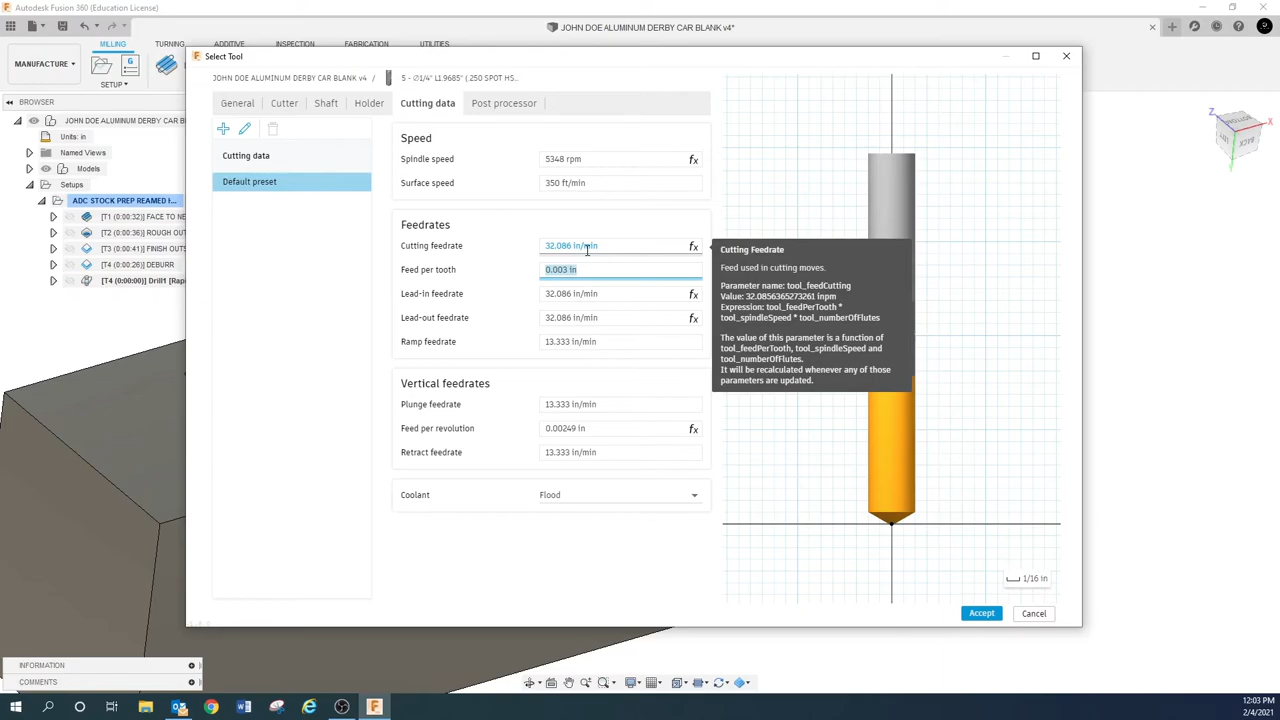 Autodesk Fusion 360 (Education License)
JOHN DOE ALUMINUM DERBY CAR BLANK v4*
MANUFACTURE
MILLING
TURNING
ADDITIVE
INSPECTION
FABRICATION
UTILITIES
SETUP
Select Tool
BROWSER
JOHN DOE ALUMINUM DERBY CAR B
Units: in
Named Views
Models
Setups
ADC STOCK PREP REAMED
[T1 (0:00:32)] FACE TO NE
[T2 (0:00:36)] ROUGH OUT
[T3 (0:03:41)] FINISH OUTS
[T4 (0:00:26)] DEBURR
[T4 (0:00:00)] Drill1 [Rap
JOHN DOE ALUMINUM DERBY CAR BLANK v4 /
5 - ∅1/4" L1.9685" (.250 SPOT HS...
General
Cutter
Shaft
Holder
Cutting data
Post processor
Cutting data
Default preset
Speed
Spindle speed 5348 rpm fx
Surface speed 350 ft/min
Feedrates
Cutting feedrate 32.086 in/min fx
Feed per tooth 0.003 in
Lead-in feedrate 32.086 in/min fx
Lead-out feedrate 32.086 in/min fx
Ramp feedrate 13.333 in/min
Vertical feedrates
Plunge feedrate 13.333 in/min
Feed per revolution 0.00249 in fx
Retract feedrate 13.333 in/min
Coolant Flood
Cutting Feedrate
Feed used in cutting moves.
Parameter name: tool_feedCutting
Value: 32.0856365273261 inpm
Expression: tool_feedPerTooth *
tool_spindleSpeed * tool_numberOfFlutes
The value of this parameter is a function of
tool_feedPerTooth, tool_spindleSpeed and
tool_numberOfFlutes.
It will be recalculated whenever any of those
parameters are updated.
1/16 in
Accept
Cancel
Z
X
Y
INFORMATION
COMMENTS
12:03 PM
2/4/2021